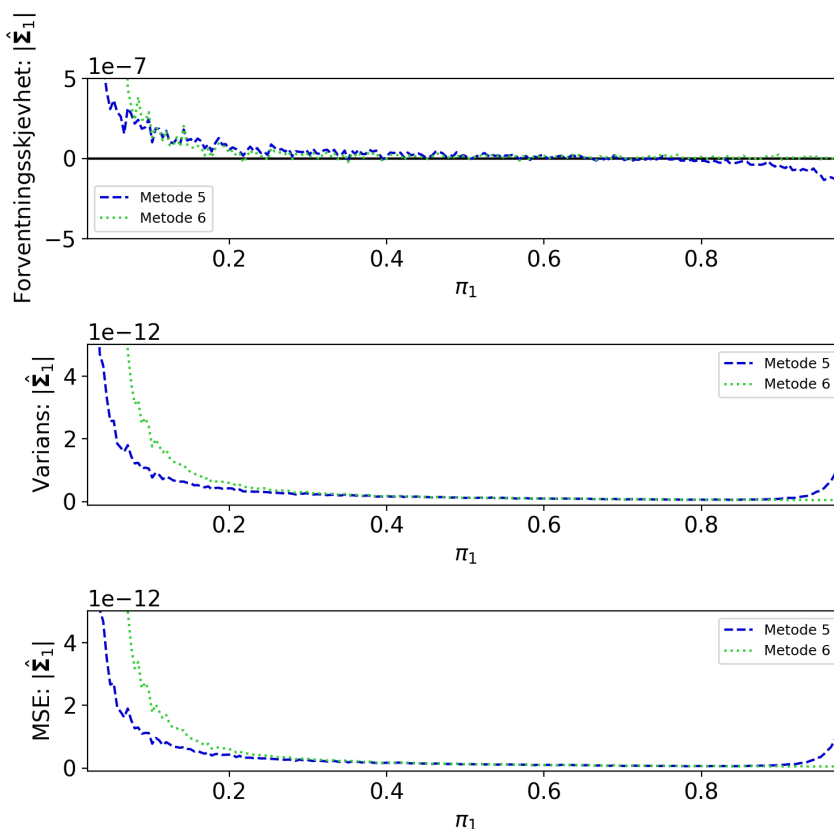 Forventningsskjevhet: |Σ̂₁|
1e−7
5
0
−5
Metode 5
Metode 6
0.2 0.4 0.6 0.8
π₁
Varians: |Σ̂₁|
1e−12
4
2
0
Metode 5
Metode 6
0.2 0.4 0.6 0.8
π₁
MSE: |Σ̂₁|
1e−12
4
2
0
Metode 5
Metode 6
0.2 0.4 0.6 0.8
π₁